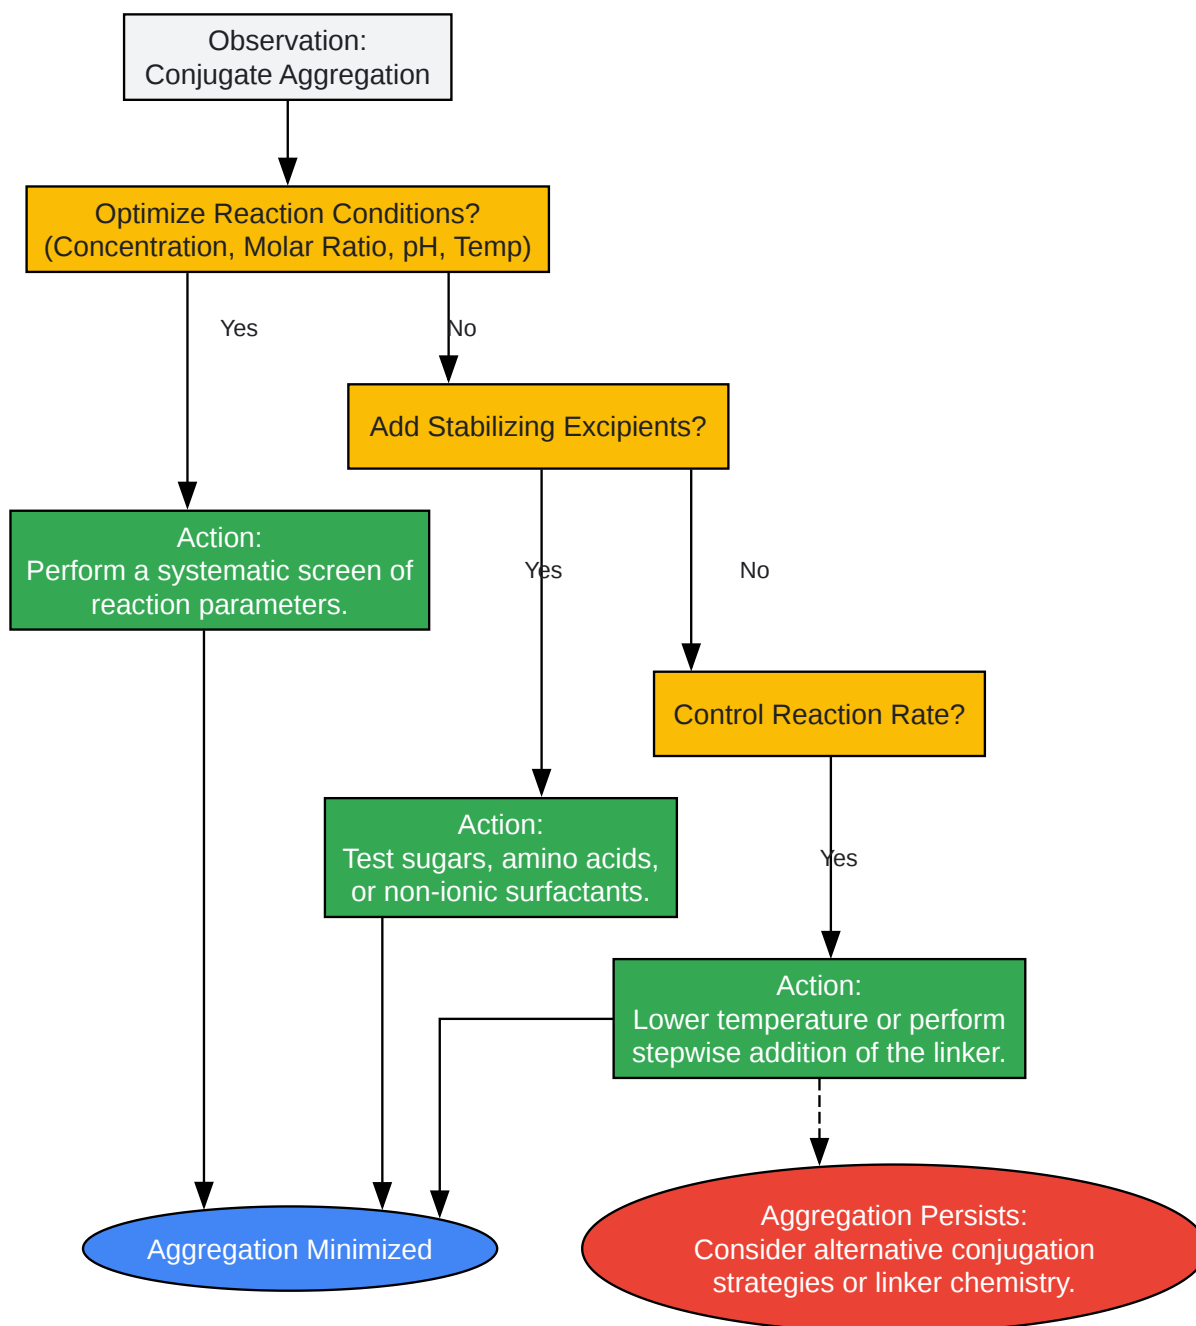 Observation:
Conjugate Aggregation
Optimize Reaction Conditions?
(Concentration, Molar Ratio, pH, Temp)
Yes
No
Add Stabilizing Excipients?
Action:
Perform a systematic screen of
reaction parameters.
Yes
No
Control Reaction Rate?
Action:
Test sugars, amino acids,
or non-ionic surfactants.
Yes
Action:
Lower temperature or perform
stepwise addition of the linker.
Aggregation Minimized
Aggregation Persists:
Consider alternative conjugation
strategies or linker chemistry.